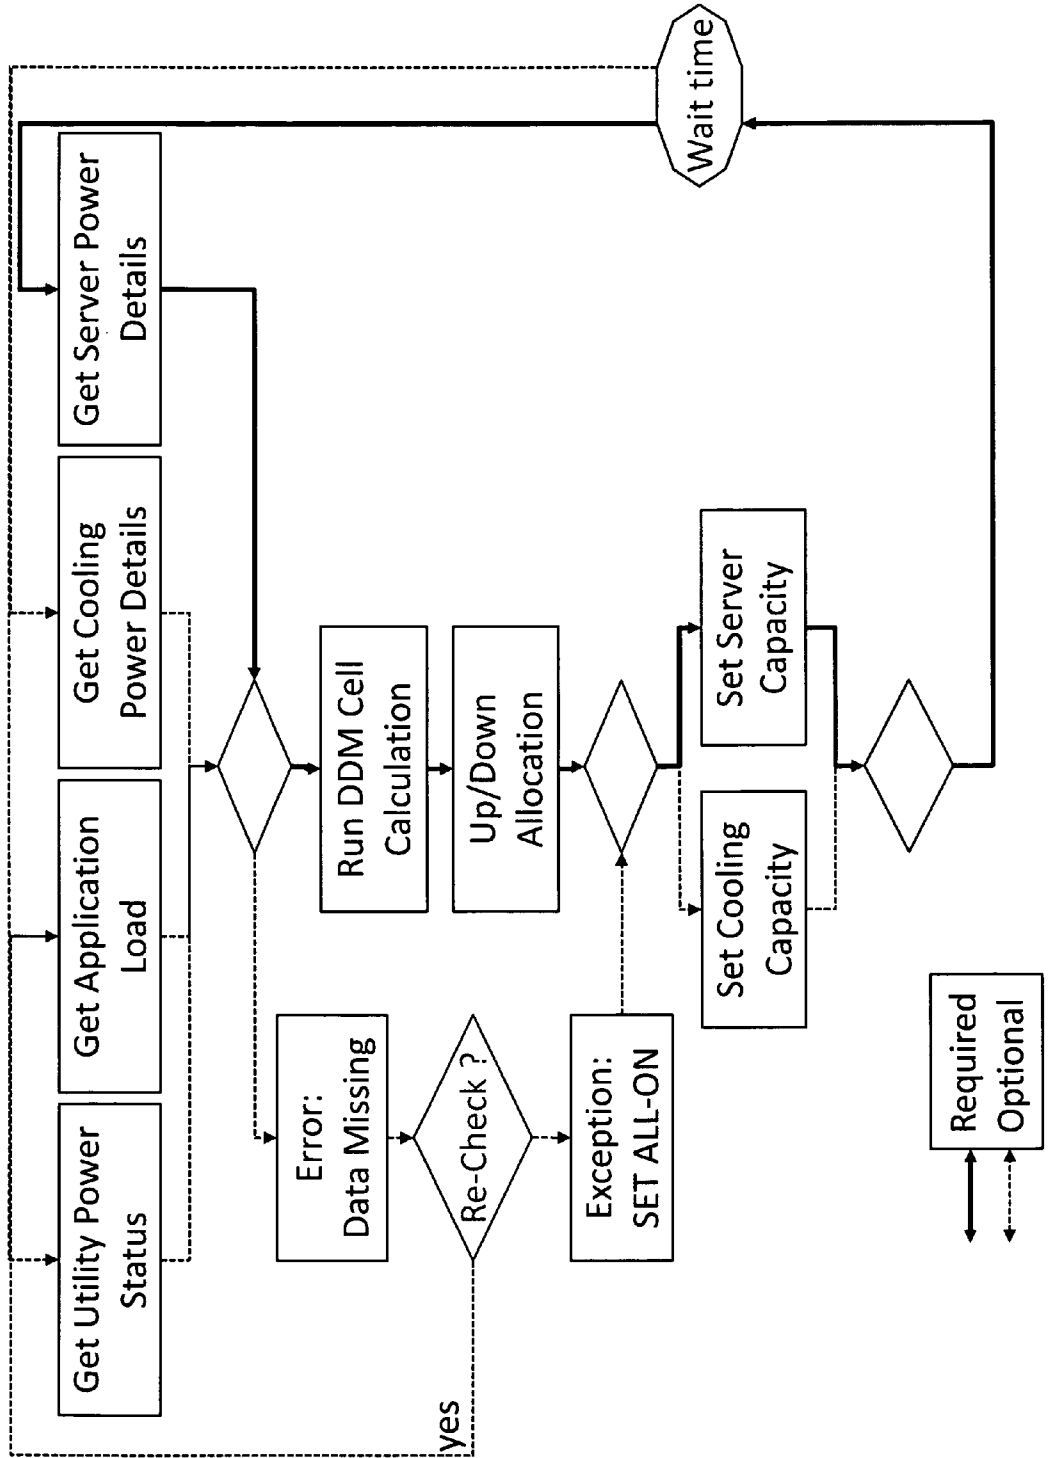 Get Utility Power
Status
Get Application
Load
Get Cooling
Power Details
Get Server Power
Details
Error:
Data Missing
Run DDM Cell
Calculation
Re-Check ?
yes
Up/Down
Allocation
Exception:
SET ALL-ON
Set Cooling
Capacity
Set Server
Capacity
Wait time
Required
Optional